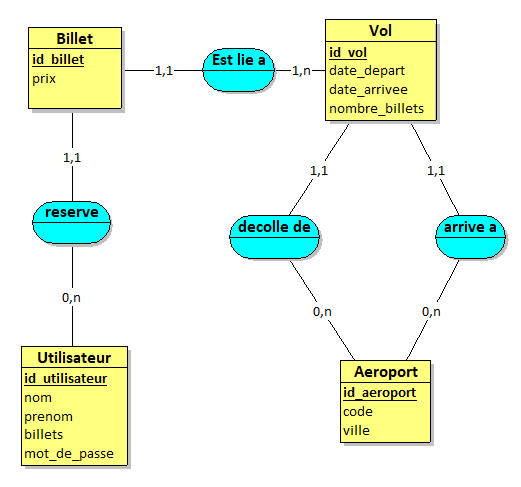 Billet
id_billet
prix
1,1
Est lie a
1,n
Vol
id_vol
date_depart
date_arrivee
nombre_billets
1,1
reserve
0,n
1,1
decolle de
0,n
1,1
arrive a
0,n
Utilisateur
id_utilisateur
nom
prenom
billets
mot_de_passe
Aeroport
id_aeroport
code
ville